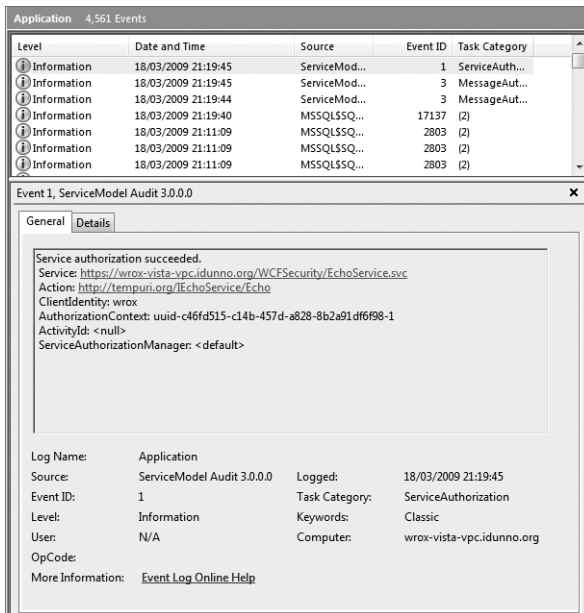 Application 4,561 Events
Level Date and Time Source Event ID Task Category
Information 18/03/2009 21:19:45 ServiceMod... 1 ServiceAuth...
Information 18/03/2009 21:19:45 ServiceMod... 3 MessageAut...
Information 18/03/2009 21:19:44 ServiceMod... 3 MessageAut...
Information 18/03/2009 21:19:40 MSSQL$SQ... 17137 (2)
Information 18/03/2009 21:11:09 MSSQL$SQ... 2803 (2)
Information 18/03/2009 21:11:09 MSSQL$SQ... 2803 (2)
Information 18/03/2009 21:11:09 MSSQL$SQ... 2803 (2)
Event 1, ServiceModel Audit 3.0.0.0
General Details
Service authorization succeeded.
Service: https://wrox-vista-vpc.idunno.org/WCFSecurity/EchoService.svc
Action: http://tempuri.org/IEchoService/Echo
ClientIdentity: wrox
AuthorizationContext: uuid-c46fd515-c14b-457d-a828-8b2a91df6f98-1
ActivityId: <null>
ServiceAuthorizationManager: <default>
Log Name: Application
Source: ServiceModel Audit 3.0.0.0 Logged: 18/03/2009 21:19:45
Event ID: 1 Task Category: ServiceAuthorization
Level: Information Keywords: Classic
User: N/A Computer: wrox-vista-vpc.idunno.org
OpCode:
More Information: Event Log Online Help